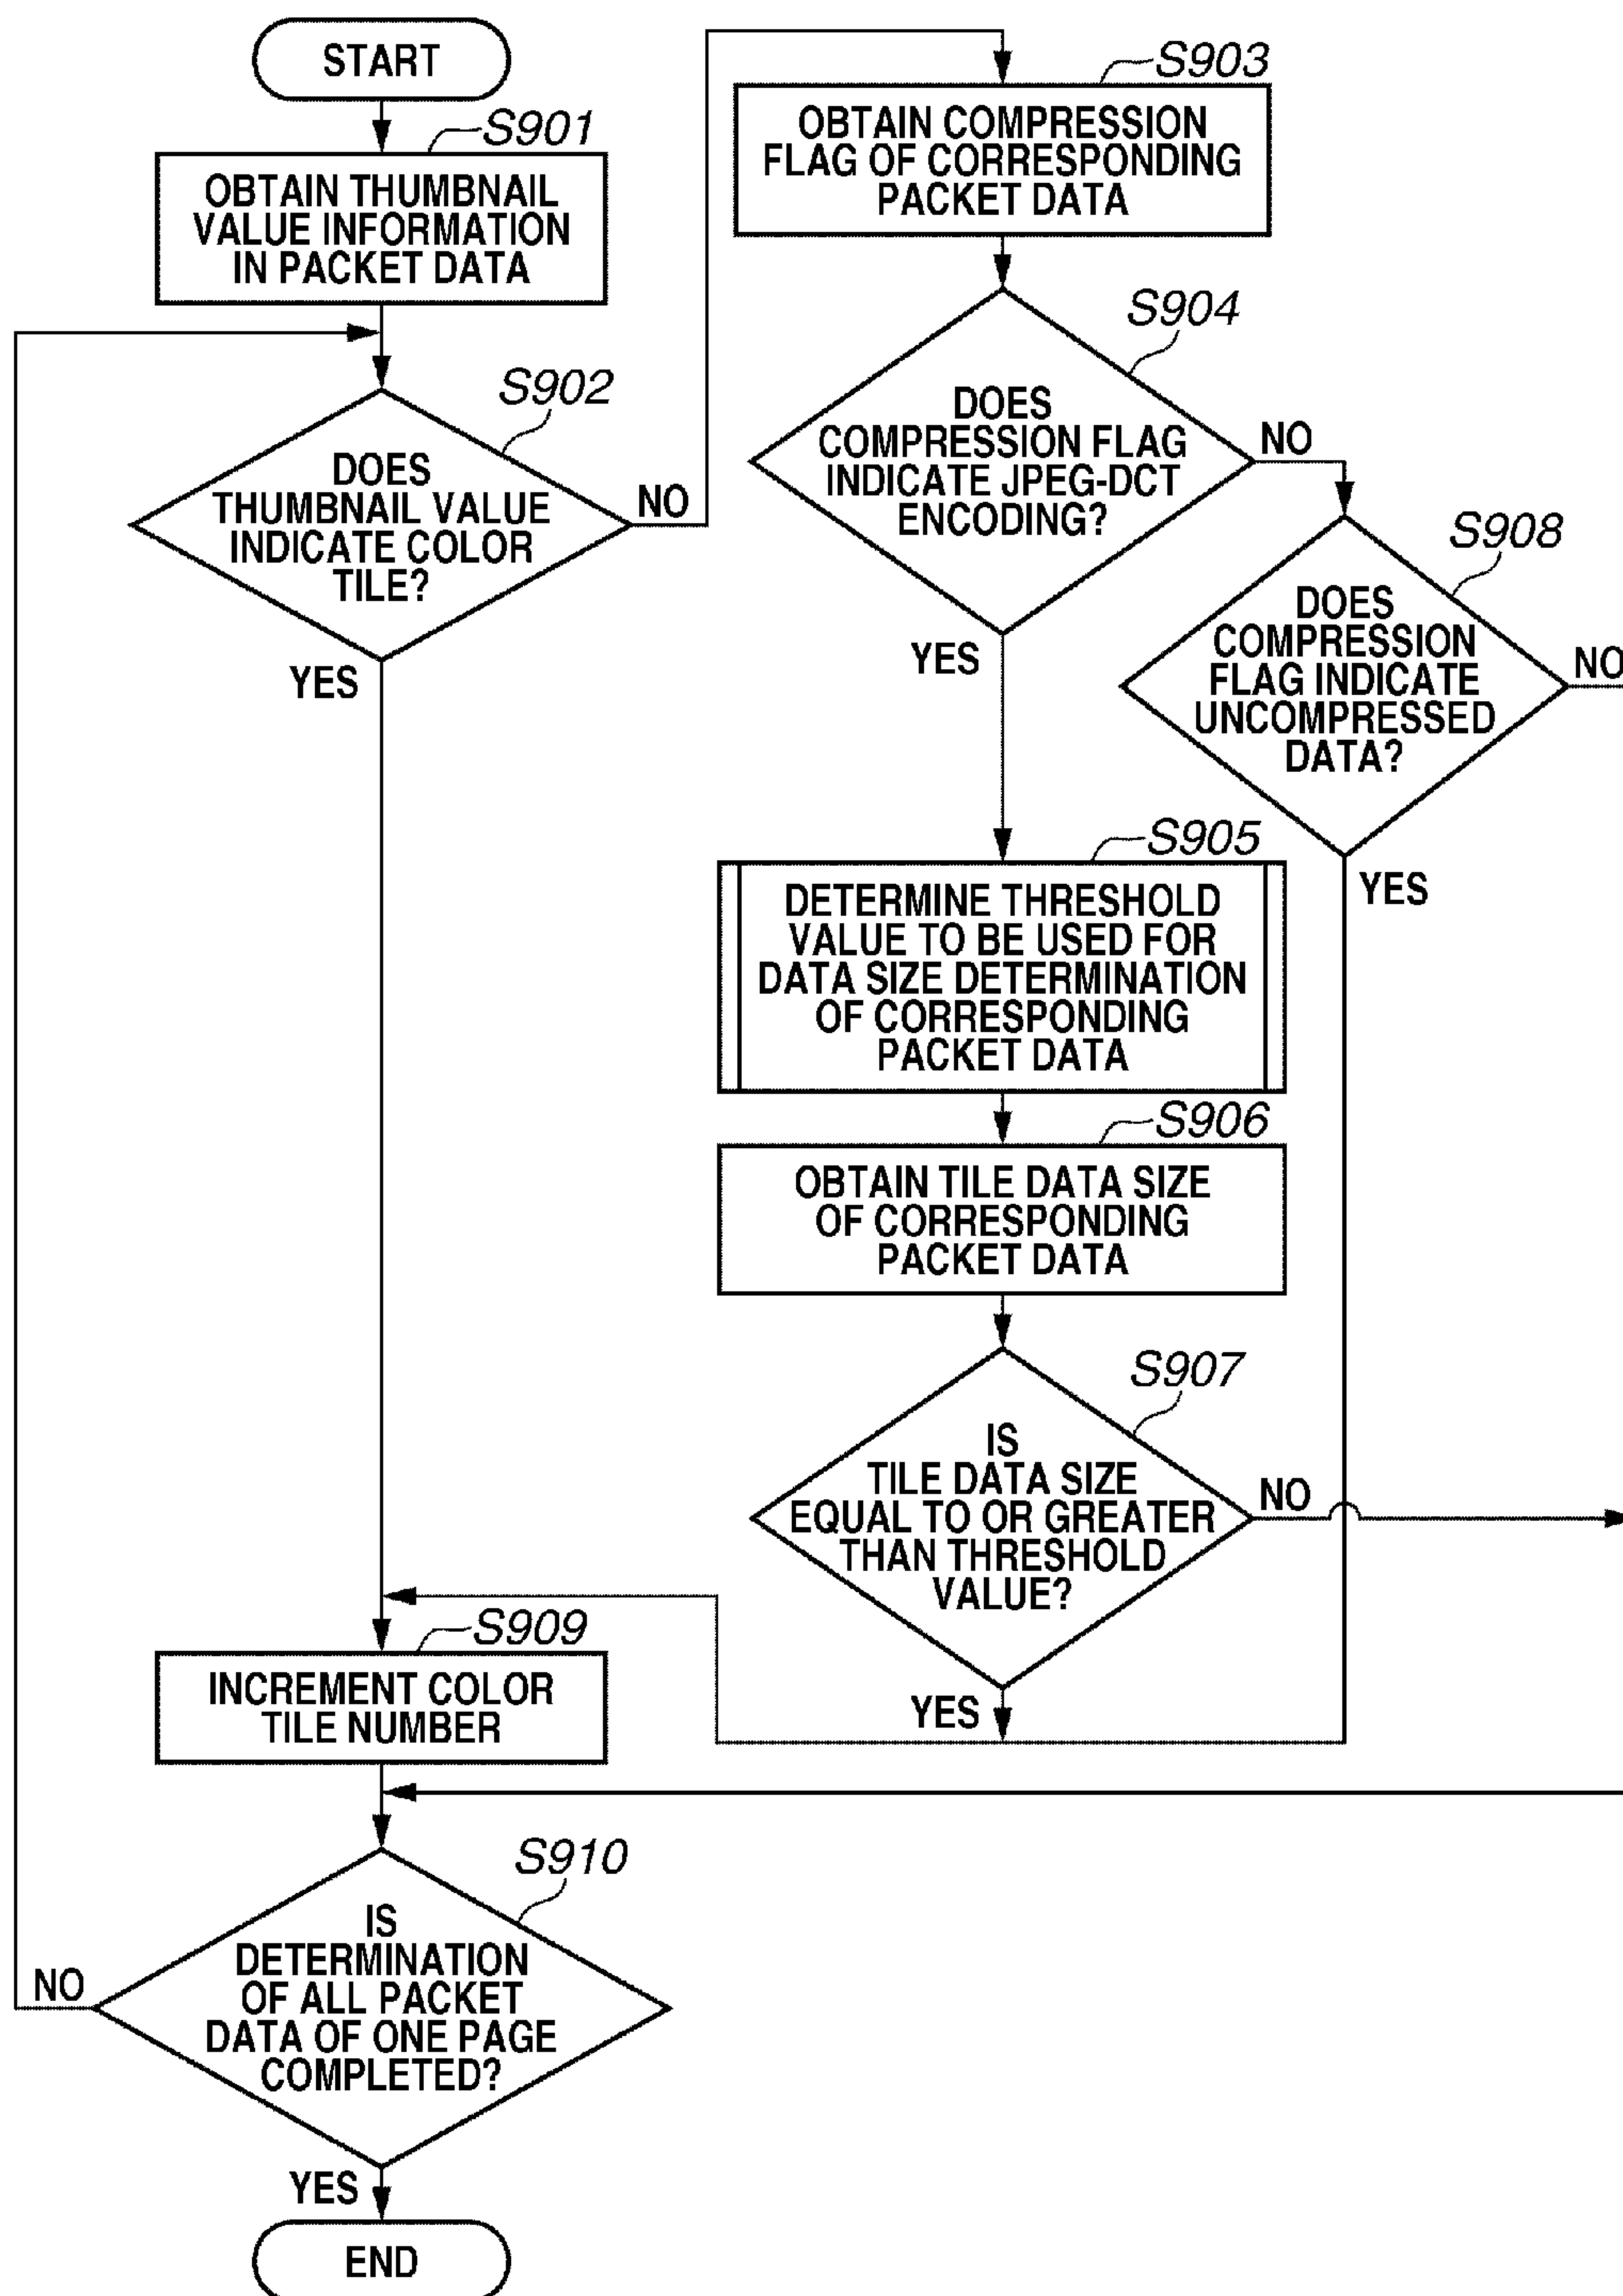 START
S901
OBTAIN THUMBNAIL
VALUE INFORMATION
IN PACKET DATA
S902
DOES
THUMBNAIL VALUE
INDICATE COLOR
TILE?
NO
YES
S903
OBTAIN COMPRESSION
FLAG OF CORRESPONDING
PACKET DATA
S904
DOES
COMPRESSION FLAG
INDICATE JPEG-DCT
ENCODING?
NO
YES
S908
DOES
COMPRESSION
FLAG INDICATE
UNCOMPRESSED
DATA?
NO
YES
S905
DETERMINE THRESHOLD
VALUE TO BE USED FOR
DATA SIZE DETERMINATION
OF CORRESPONDING
PACKET DATA
S906
OBTAIN TILE DATA SIZE
OF CORRESPONDING
PACKET DATA
S907
IS
TILE DATA SIZE
EQUAL TO OR GREATER
THAN THRESHOLD
VALUE?
NO
YES
S909
INCREMENT COLOR
TILE NUMBER
S910
IS
DETERMINATION
OF ALL PACKET
DATA OF ONE PAGE
COMPLETED?
NO
YES
END